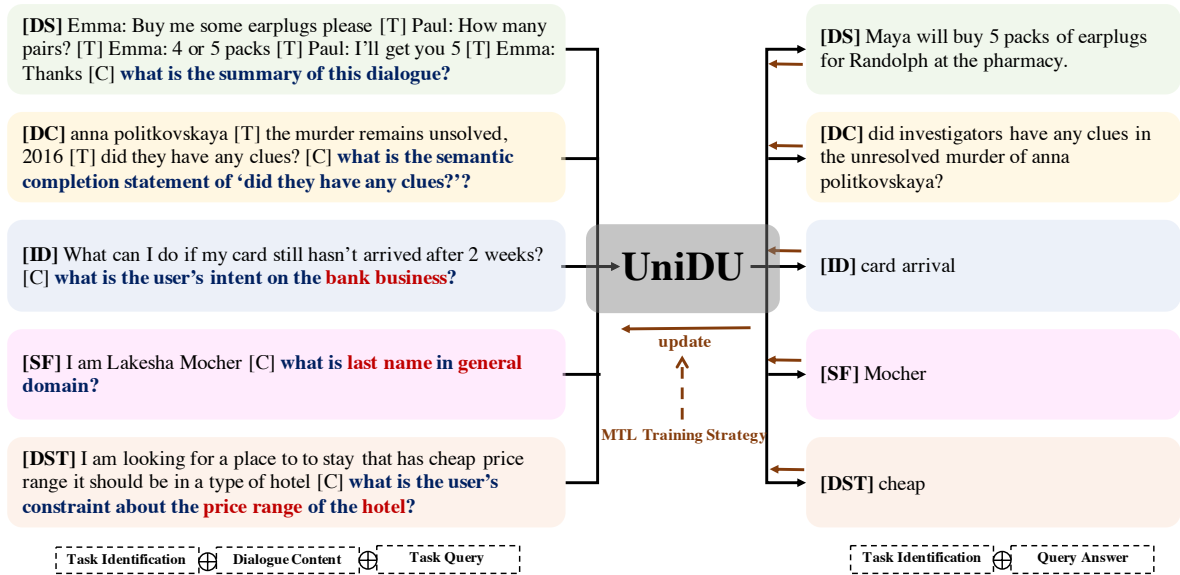 [DS] Emma: Buy me some earplugs please [T] Paul: How many
pairs? [T] Emma: 4 or 5 packs [T] Paul: I'll get you 5 [T] Emma:
Thanks [C] what is the summary of this dialogue?
[DC] anna politkovskaya [T] the murder remains unsolved,
2016 [T] did they have any clues? [C] what is the semantic
completion statement of 'did they have any clues?'?
[ID] What can I do if my card still hasn't arrived after 2 weeks?
[C] what is the user's intent on the bank business?
[SF] I am Lakesha Mocher [C] what is last name in general
domain?
[DST] I am looking for a place to to stay that has cheap price
range it should be in a type of hotel [C] what is the user's
constraint about the price range of the hotel?
Task Identification ⊕ Dialogue Content ⊕ Task Query
UniDU
update
MTL Training Strategy
[DS] Maya will buy 5 packs of earplugs
for Randolph at the pharmacy.
[DC] did investigators have any clues in
the unresolved murder of anna
politkovskaya?
[ID] card arrival
[SF] Mocher
[DST] cheap
Task Identification ⊕ Query Answer